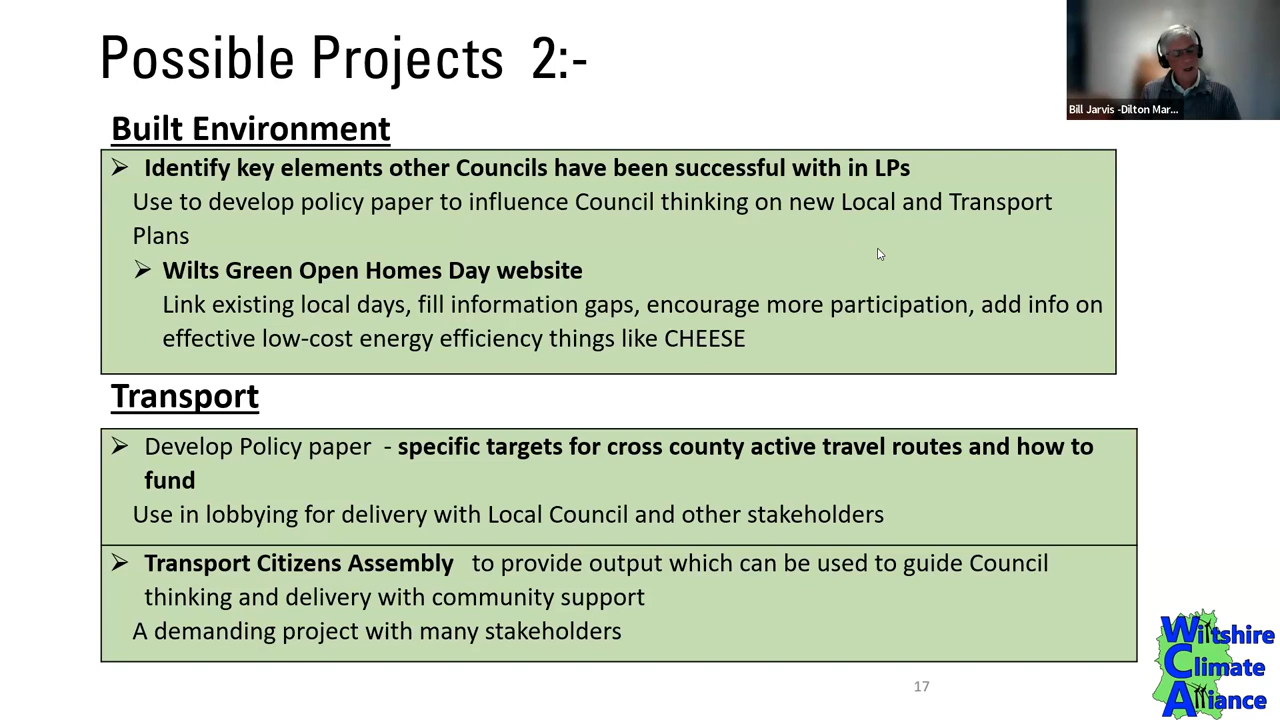 Possible Projects 2:-
Bill Jarvis -Dilton Mar...
Built Environment
➢ Identify key elements other Councils have been successful with in LPs
Use to develop policy paper to influence Council thinking on new Local and Transport
Plans
➢ Wilts Green Open Homes Day website
Link existing local days, fill information gaps, encourage more participation, add info on
effective low-cost energy efficiency things like CHEESE
Transport
➢ Develop Policy paper - specific targets for cross county active travel routes and how to
fund
Use in lobbying for delivery with Local Council and other stakeholders
➢ Transport Citizens Assembly to provide output which can be used to guide Council
thinking and delivery with community support
A demanding project with many stakeholders
Wiltshire
Climate
Alliance
17